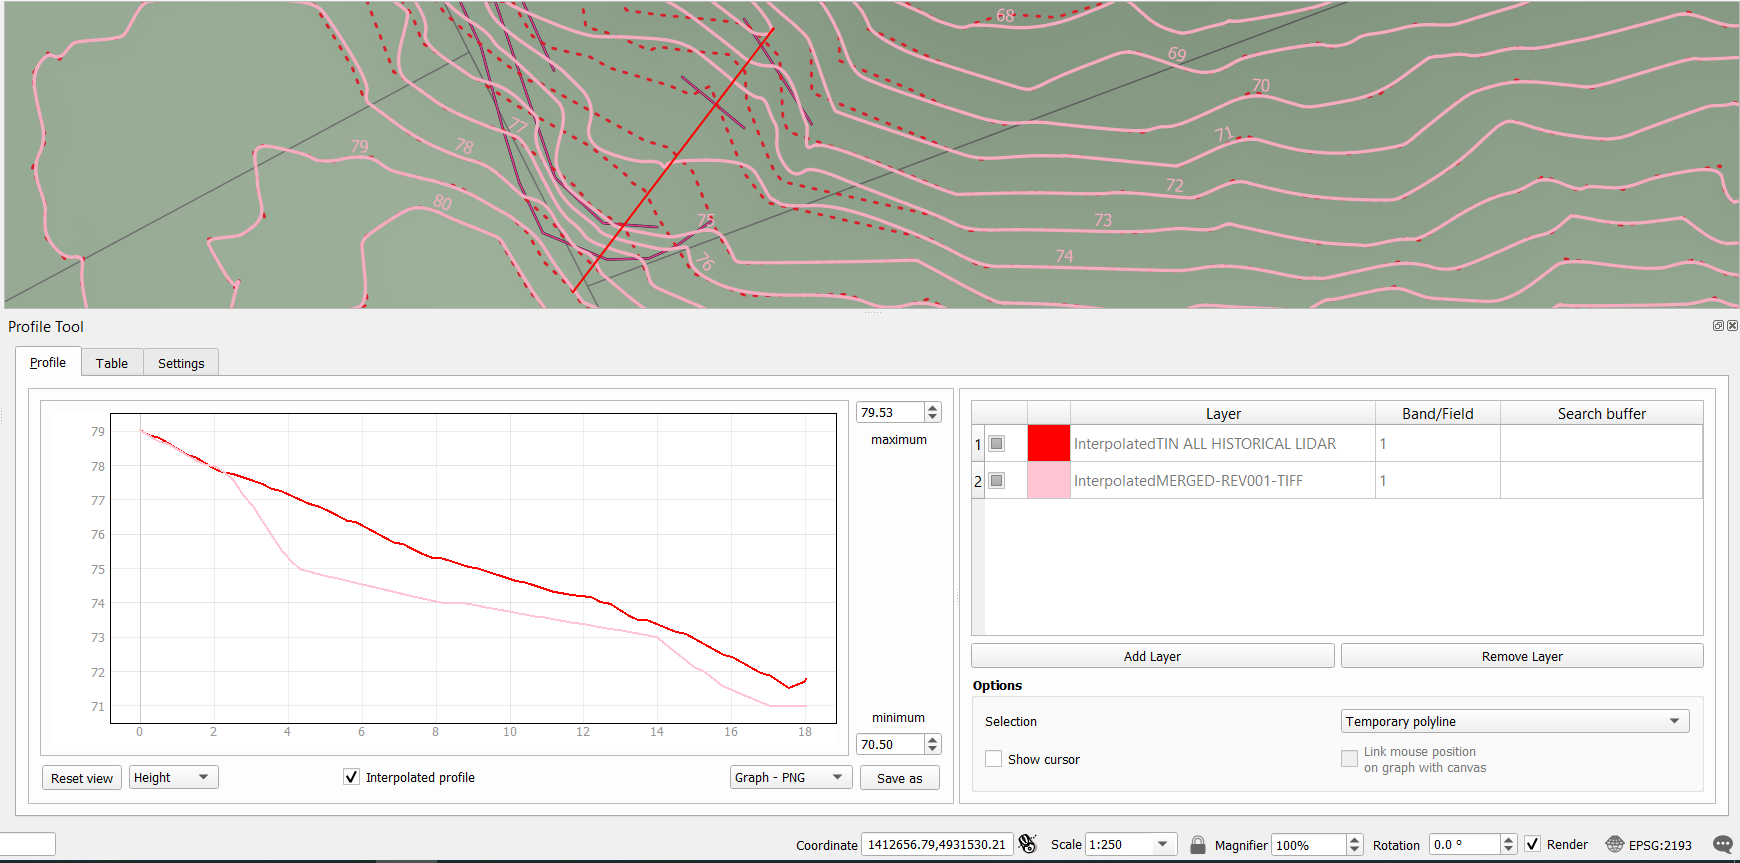 68
69
70
71
77
78
79
72
80
75
73
74
76
Profile Tool
Profile
Table
Settings
79.53
maximum
79
78
77
76
75
74
73
72
71
0 2 4 6 8 10 12 14 16 18
minimum
70.50
Reset view
Height
Interpolated profile
Graph - PNG
Save as
Layer Band/Field Search buffer
1 InterpolatedTIN ALL HISTORICAL LIDAR 1
2 InterpolatedMERGED-REV001-TIFF 1
Add Layer
Remove Layer
Options
Selection
Temporary polyline
Show cursor
Link mouse position
on graph with canvas
Coordinate 1412656.79,4931530.21 Scale 1:250 Magnifier 100% Rotation 0.0 ° Render EPSG:2193